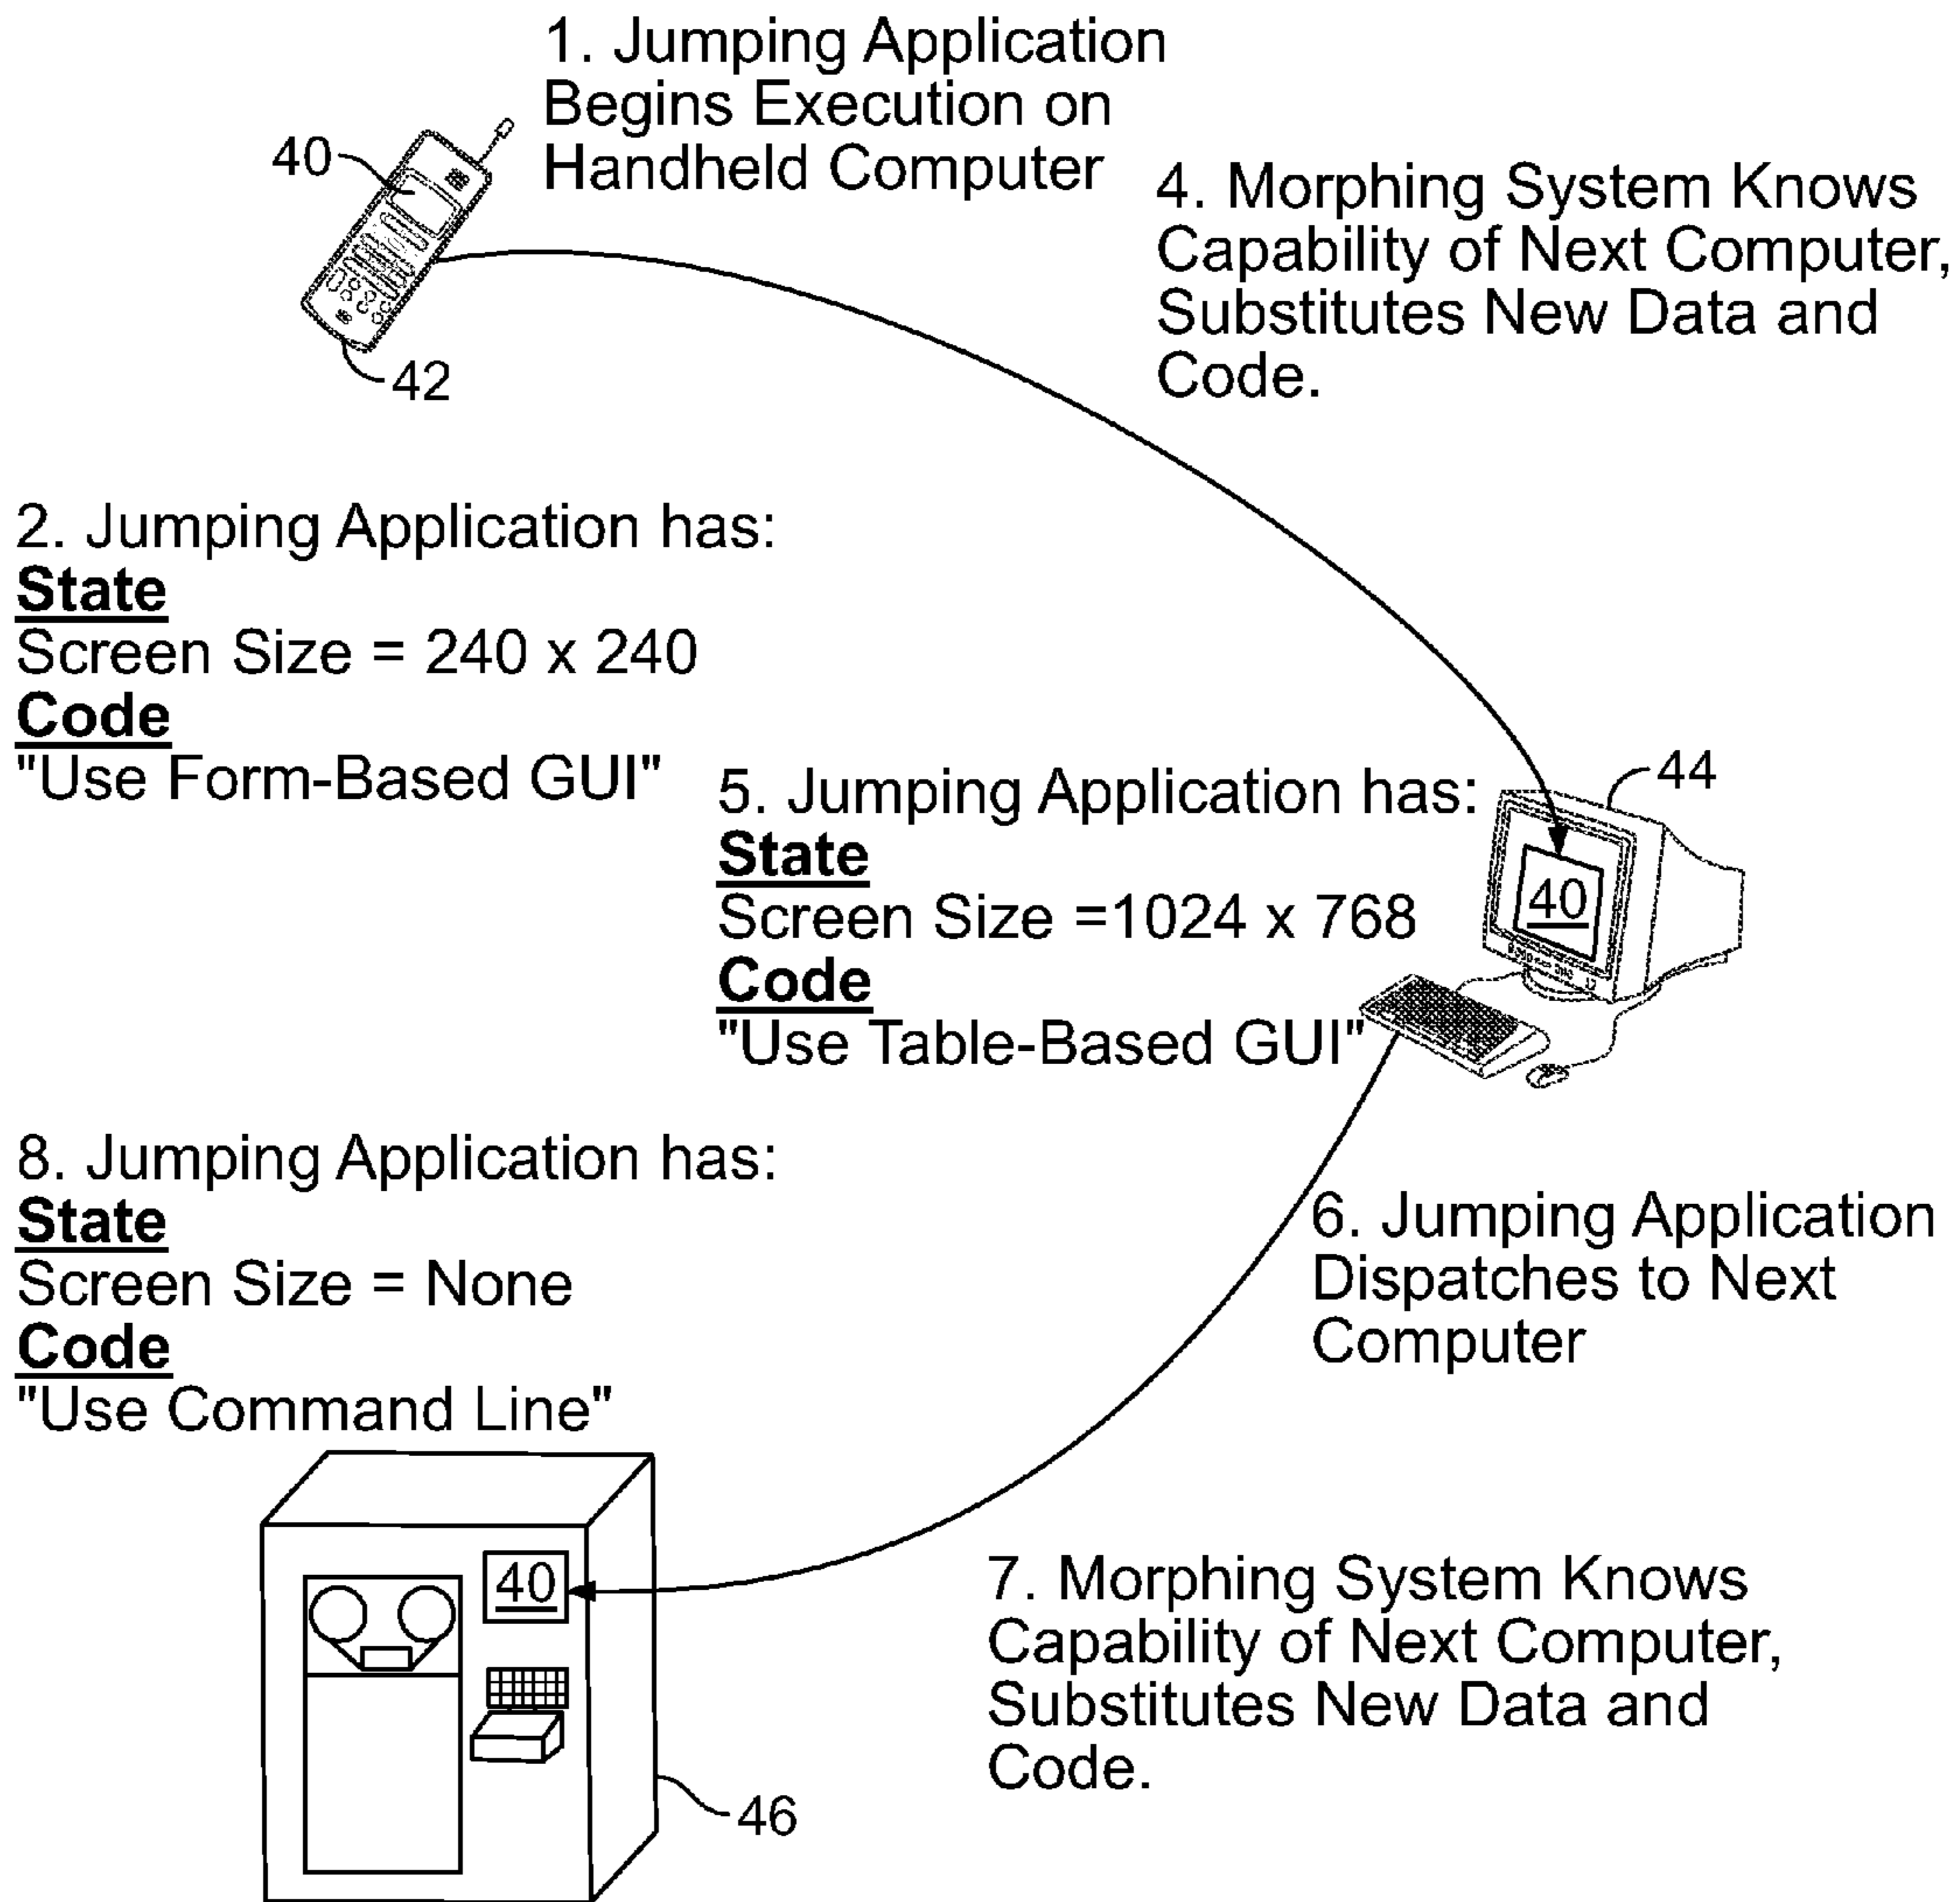 1. Jumping Application
Begins Execution on
Handheld Computer
40
42
4. Morphing System Knows
Capability of Next Computer,
Substitutes New Data and
Code.
2. Jumping Application has:
State
Screen Size = 240 x 240
Code
"Use Form-Based GUI"
44
40
5. Jumping Application has:
State
Screen Size =1024 x 768
Code
"Use Table-Based GUI"
6. Jumping Application
Dispatches to Next
Computer
8. Jumping Application has:
State
Screen Size = None
Code
"Use Command Line"
40
46
7. Morphing System Knows
Capability of Next Computer,
Substitutes New Data and
Code.